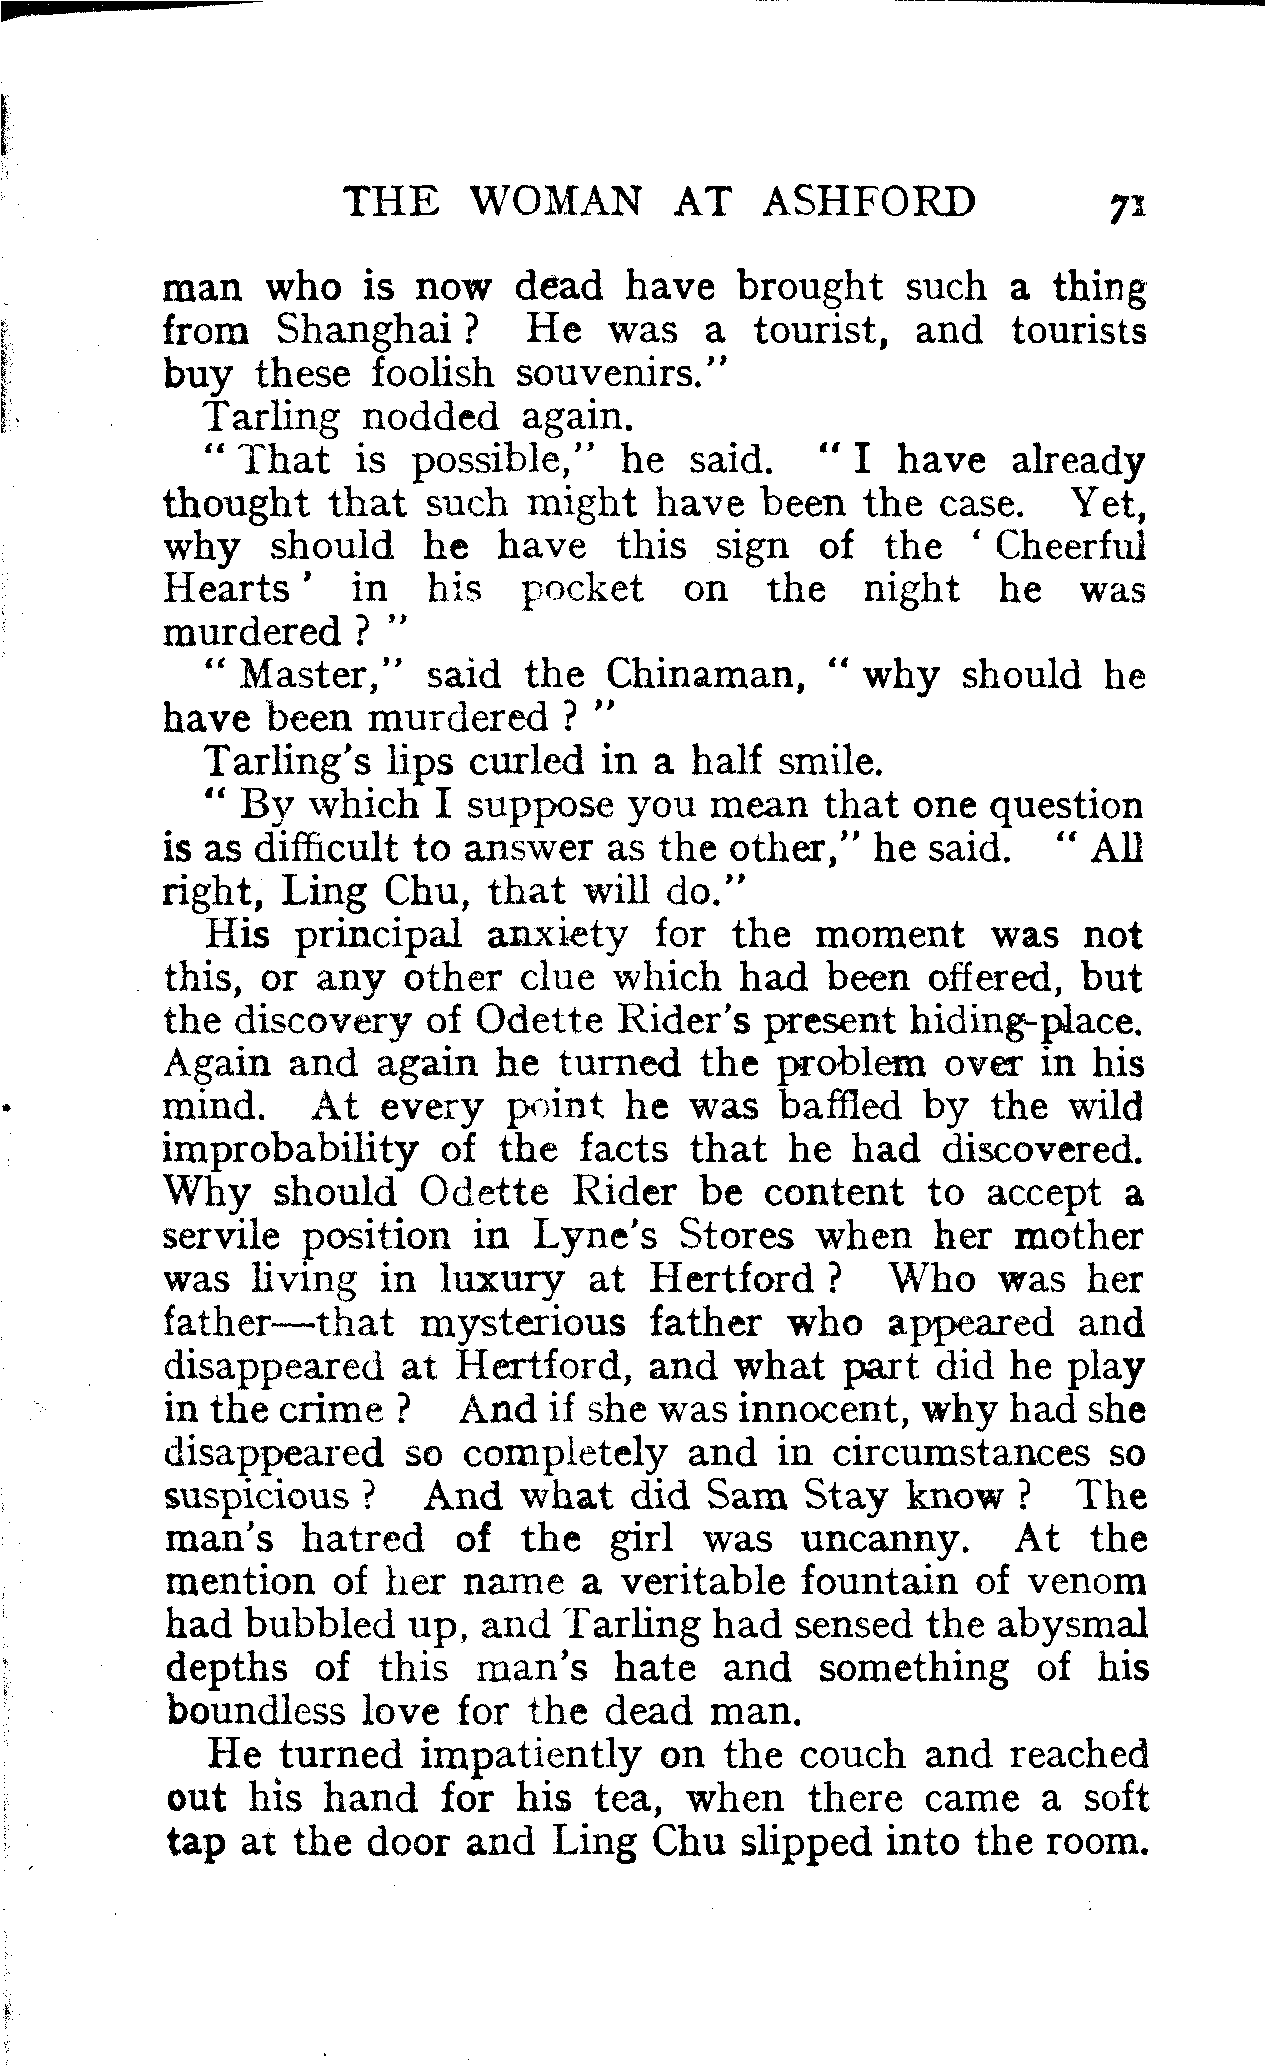 THE WOMAN AT ASHFORD 71
man who is now dead have brought such a thing
from Shanghai ? He was a tourist, and tourists
buy these foolish souvenirs."
Tarling nodded again.
" That is possible," he said. " I have already
thought that such might have been the case. Yet,
why should he have this sign of the ' Cheerful
Hearts ' in his pocket on the night he was
murdered ? "
" Master," said the Chinaman, " why should he
have been murdered ? "
Tarling's lips curled in a half smile.
" By which I suppose you mean that one question
is as difficult to answer as the other," he said. " All
right, Ling Chu, that will do."
His principal anxiety for the moment was not
this, or any other clue which had been offered, but
the discovery of Odette Rider's present hiding-place.
Again and again he turned the problem over in his
mind. At every point he was baffled by the wild
improbability of the facts that he had discovered.
Why should Odette Rider be content to accept a
servile position in Lyne's Stores when her mother
was living in luxury at Hertford ? Who was her
father—that mysterious father who appeared and
disappeared at Hertford, and what part did he play
in the crime ? And if she was innocent, why had she
disappeared so completely and in circumstances so
suspicious ? And what did Sam Stay know ? The
man's hatred of the girl was uncanny. At the
mention of her name a veritable fountain of venom
had bubbled up, and Tarling had sensed the abysmal
depths of this man's hate and something of his
boundless love for the dead man.
He turned impatiently on the couch and reached
out his hand for his tea, when there came a soft
tap at the door and Ling Chu slipped into the room.